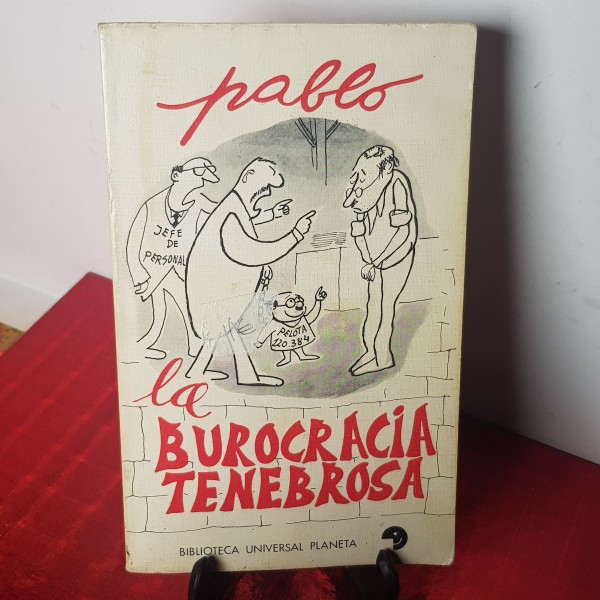 pablo
JEFE
DE
PERSONAL
PELOTA
120.384
la
BUROCRACIA
TENEBROSA
BIBLIOTECA UNIVERSAL PLANETA